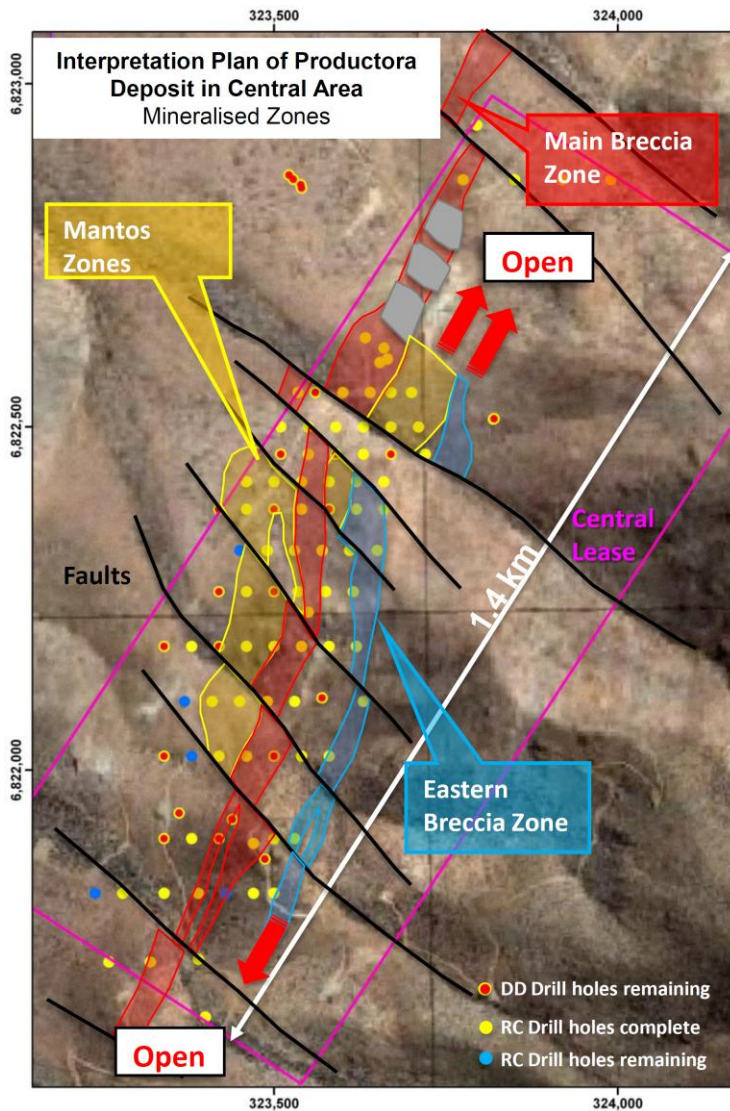 323,500
324,000
Interpretation Plan of Productora
Deposit in Central Area
Mineralised Zones
6,823,000
Main Breccia
Zone
Mantos
Zones
Open
6,822,500
Central
Lease
Faults
1.4 km
6,822,000
Eastern
Breccia Zone
DD Drill holes remaining
RC Drill holes complete
RC Drill holes remaining
Open
323,500
324,000